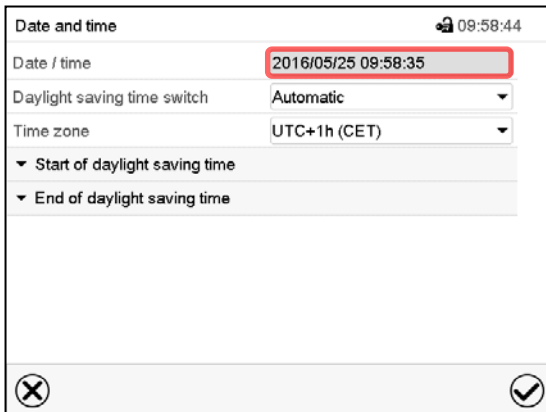 Date and time 09:58:44
Date / time 2016/05/25 09:58:35
Daylight saving time switch Automatic
Time zone UTC+1h (CET)
Start of daylight saving time
End of daylight saving time